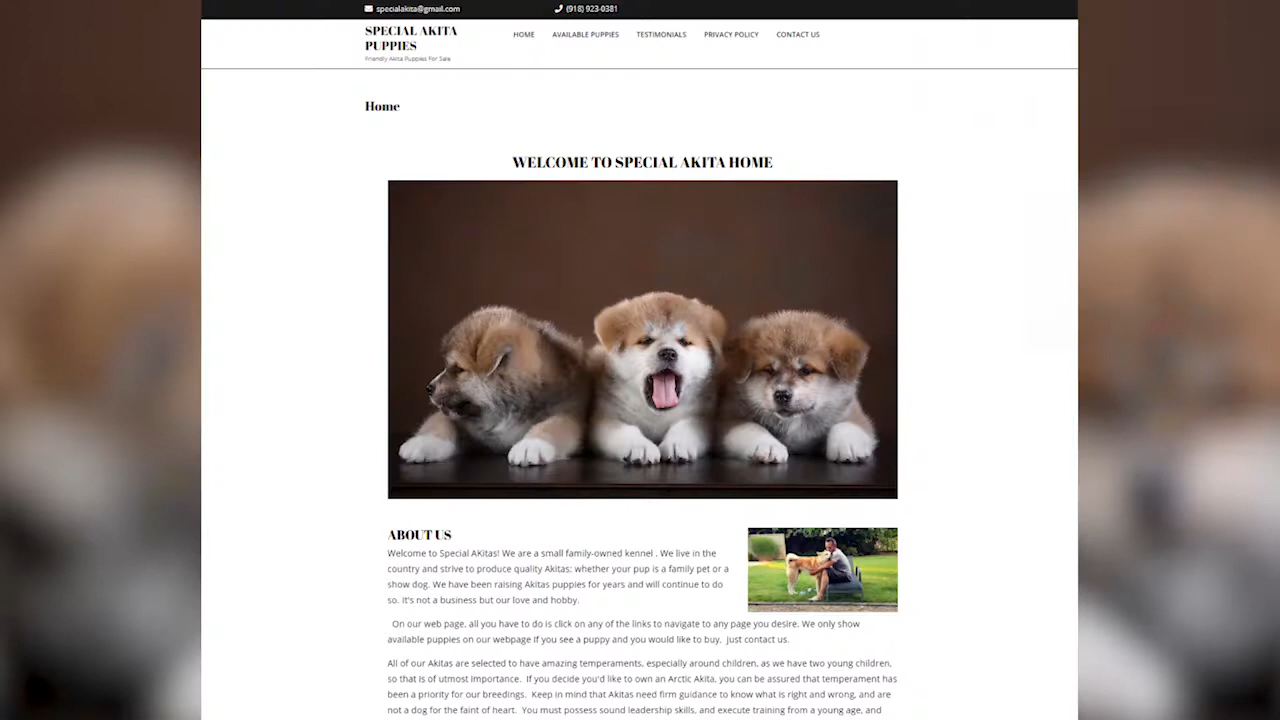 specialakita@gmail.com (918) 923-0381
SPECIAL AKITA
PUPPIES
Friendly Akita Puppies For Sale
HOME AVAILABLE PUPPIES TESTIMONIALS PRIVACY POLICY CONTACT US
Home
WELCOME TO SPECIAL AKITA HOME
ABOUT US
Welcome to Special AKitas! We are a small family-owned kennel . We live in the
country and strive to produce quality Akitas: whether your pup is a family pet or a
show dog. We have been raising Akitas puppies for years and will continue to do
so. It's not a business but our love and hobby.
On our web page, all you have to do is click on any of the links to navigate to any page you desire. We only show
available puppies on our webpage If you see a puppy and you would like to buy, just contact us.
All of our Akitas are selected to have amazing temperaments, especially around children, as we have two young children,
so that is of utmost importance. If you decide you'd like to own an Arctic Akita, you can be assured that temperament has
been a priority for our breedings. Keep in mind that Akitas need firm guidance to know what is right and wrong, and are
not a dog for the faint of heart. You must possess sound leadership skills, and execute training from a young age, and